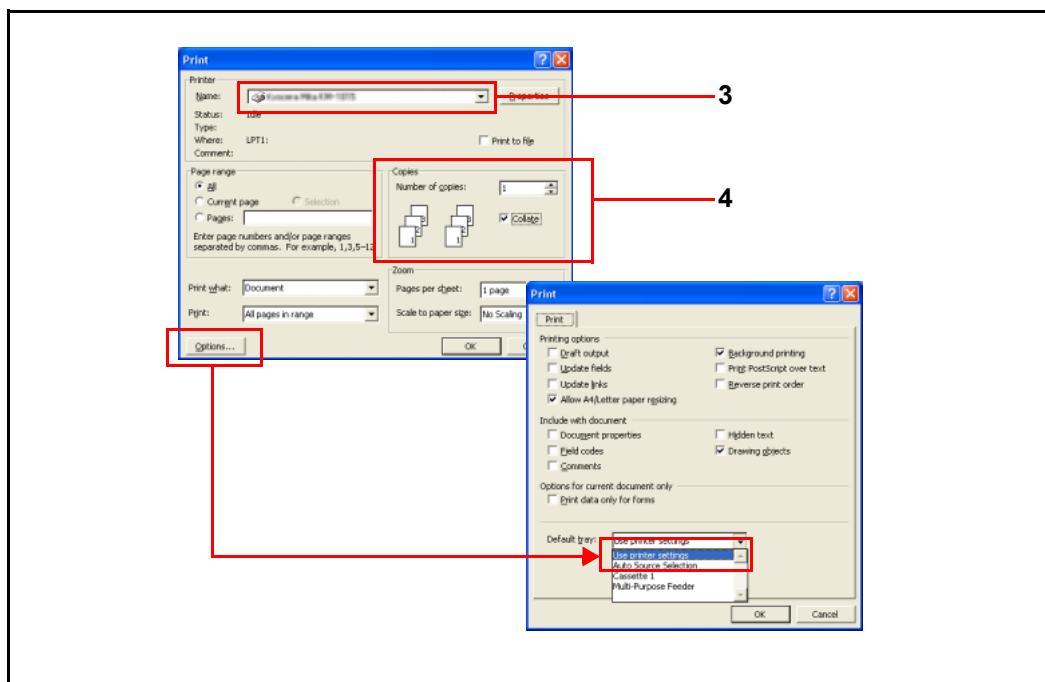 Print
Printer
Name:
Properties
Status: Idle
Type:
Where: LPT1:
Print to file
Comment:
3
Page range
All
Current page
Selection
Pages:
Enter page numbers and/or page ranges
separated by commas. For example, 1,3,5-12
Copies
Number of copies: 1
Collate
4
Print what: Document
Print: All pages in range
Zoom
Pages per sheet: 1 page
Scale to paper size: No Scaling
Options...
OK
Print
Print
Printing options
Draft output
Background printing
Update fields
Print PostScript over text
Update links
Reverse print order
Allow A4/Letter paper resizing
Include with document
Document properties
Hidden text
Field codes
Drawing objects
Comments
Options for current document only
Print data only for forms
Default tray: Use printer settings
Use printer settings
Auto Source Selection
Cassette 1
Multi-Purpose Feeder
OK
Cancel